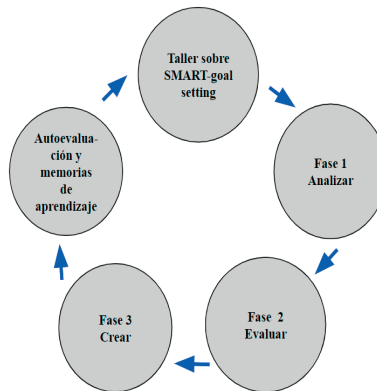 Taller sobre
SMART-goal
setting
Fase 1
Analizar
Fase 2
Evaluar
Fase 3
Crear
Autoevalua-
ción y
memorias
de
aprendizaje